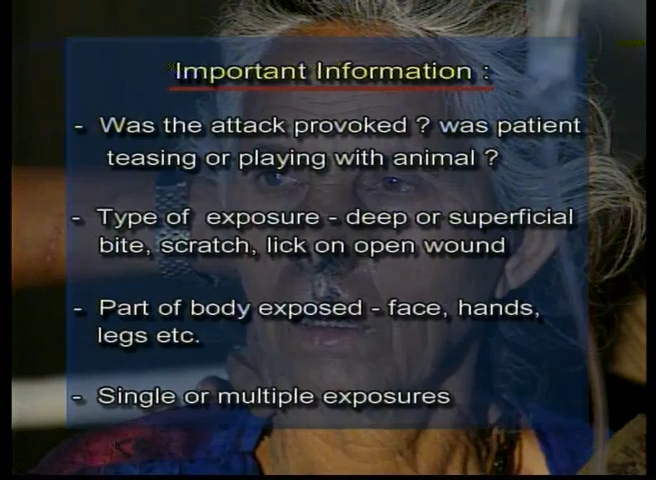 Important Information :
- Was the attack provoked ? was patient
teasing or playing with animal ?
- Type of exposure - deep or superficial
bite, scratch, lick on open wound
- Part of body exposed - face, hands,
legs etc.
- Single or multiple exposures